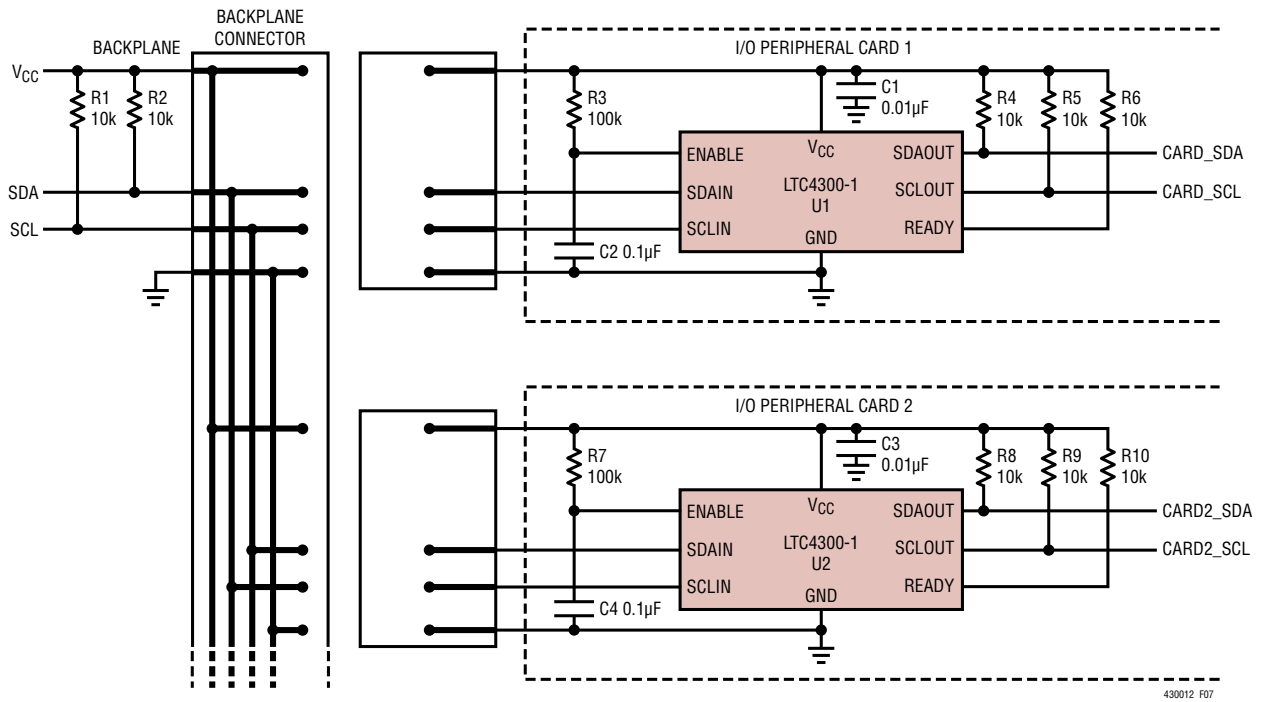 BACKPLANE
CONNECTOR
BACKPLANE
VCC
R1
10k
R2
10k
SDA
SCL
I/O PERIPHERAL CARD 1
R3
100k
C1
0.01µF
R4
10k
R5
10k
R6
10k
ENABLE
VCC
SDAOUT
CARD_SDA
SDAIN
LTC4300-1
U1
SCLOUT
CARD_SCL
SCLIN
READY
GND
C2 0.1µF
I/O PERIPHERAL CARD 2
R7
100k
C3
0.01µF
R8
10k
R9
10k
R10
10k
ENABLE
VCC
SDAOUT
CARD2_SDA
SDAIN
LTC4300-1
U2
SCLOUT
CARD2_SCL
SCLIN
READY
GND
C4 0.1µF
430012 F07